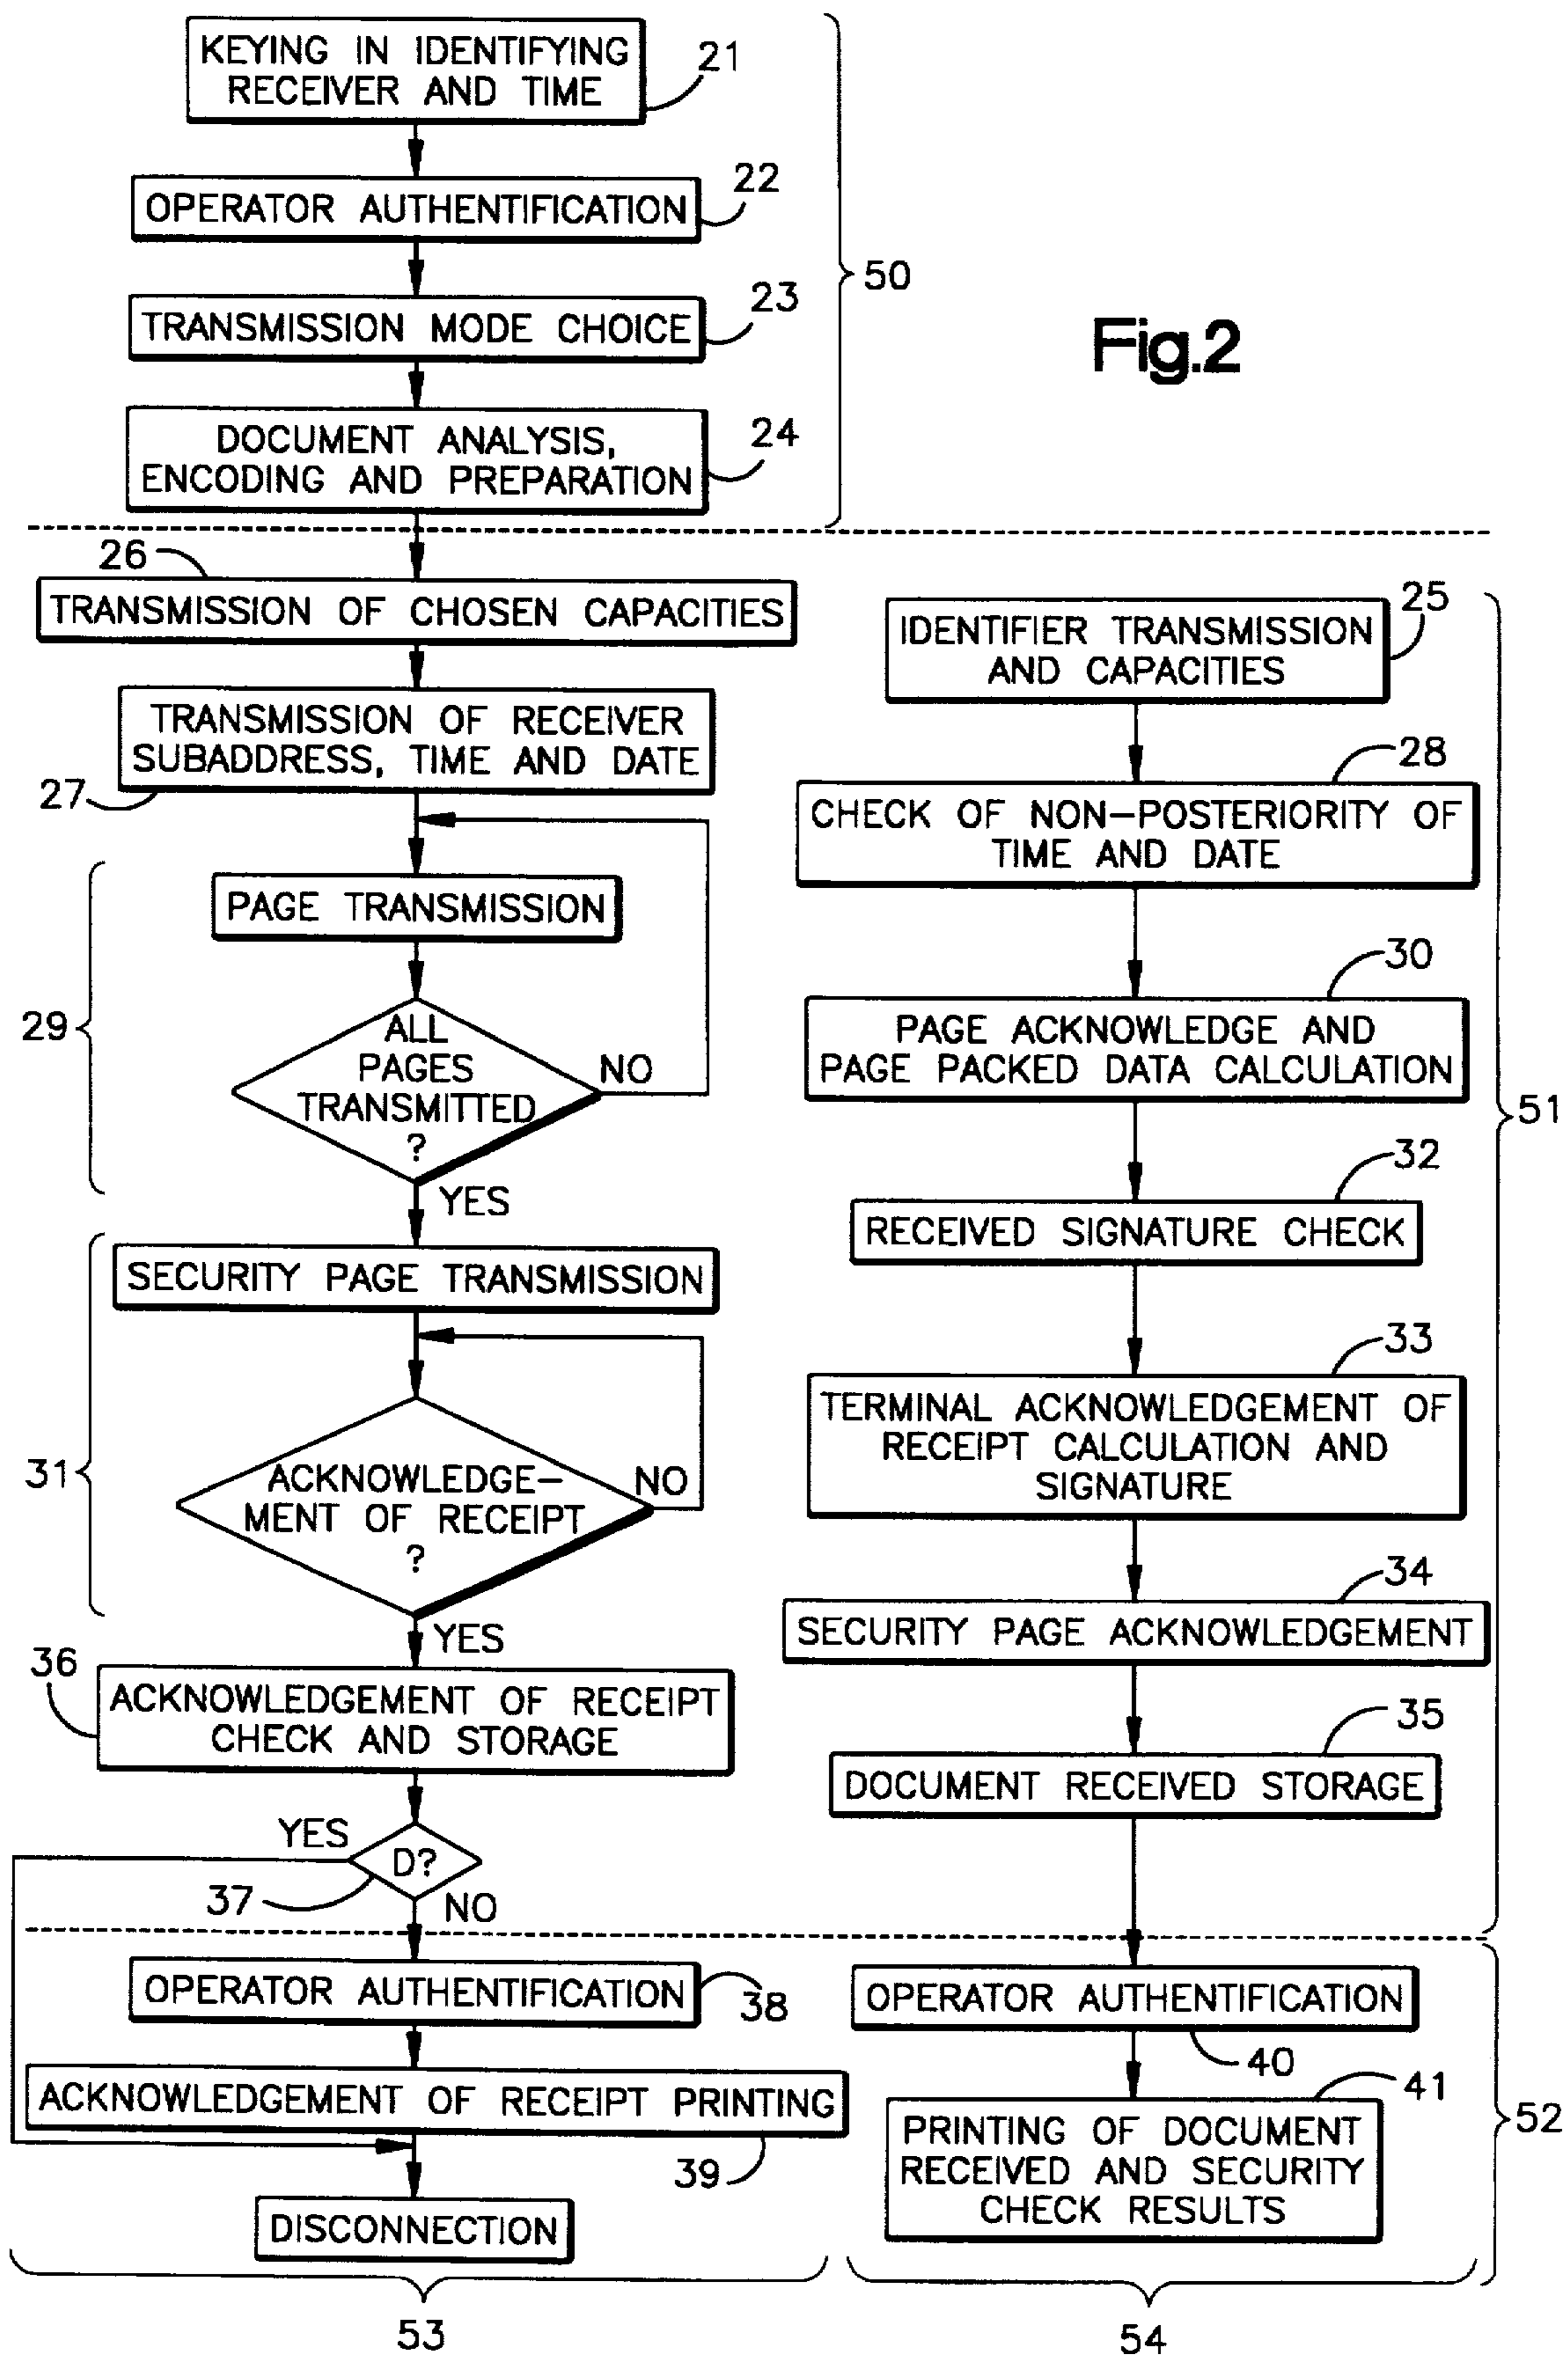 KEYING IN IDENTIFYING
RECEIVER AND TIME
21
OPERATOR AUTHENTIFICATION
22
TRANSMISSION MODE CHOICE
23
DOCUMENT ANALYSIS,
ENCODING AND PREPARATION
24
50
Fig.2
26
TRANSMISSION OF CHOSEN CAPACITIES
TRANSMISSION OF RECEIVER
SUBADDRESS, TIME AND DATE
27
PAGE TRANSMISSION
ALL
PAGES
TRANSMITTED
?
NO
YES
29
SECURITY PAGE TRANSMISSION
ACKNOWLEDGE-
MENT OF RECEIPT
?
NO
YES
31
36
ACKNOWLEDGEMENT OF RECEIPT
CHECK AND STORAGE
YES
D?
37
NO
OPERATOR AUTHENTIFICATION
38
ACKNOWLEDGEMENT OF RECEIPT PRINTING
39
DISCONNECTION
53
25
IDENTIFIER TRANSMISSION
AND CAPACITIES
28
CHECK OF NON-POSTERIORITY OF
TIME AND DATE
30
PAGE ACKNOWLEDGE AND
PAGE PACKED DATA CALCULATION
51
32
RECEIVED SIGNATURE CHECK
33
TERMINAL ACKNOWLEDGEMENT OF
RECEIPT CALCULATION AND
SIGNATURE
34
SECURITY PAGE ACKNOWLEDGEMENT
35
DOCUMENT RECEIVED STORAGE
OPERATOR AUTHENTIFICATION
40
41
PRINTING OF DOCUMENT
RECEIVED AND SECURITY
CHECK RESULTS
52
54